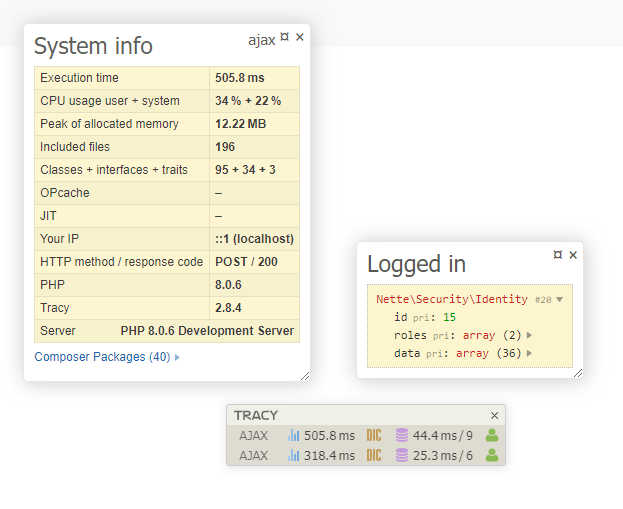 System info
ajax ¤ ×
Execution time 505.8 ms
CPU usage user + system 34 % + 22 %
Peak of allocated memory 12.22 MB
Included files 196
Classes + interfaces + traits 95 + 34 + 3
OPcache –
JIT –
Your IP ::1 (localhost)
HTTP method / response code POST / 200
PHP 8.0.6
Tracy 2.8.4
Server PHP 8.0.6 Development Server
Composer Packages (40)
Logged in
¤ ×
Nette\Security\Identity #20
id pri: 15
roles pri: array (2)
data pri: array (36)
TRACY ×
AJAX 505.8 ms DIC 44.4 ms / 9
AJAX 318.4 ms DIC 25.3 ms / 6